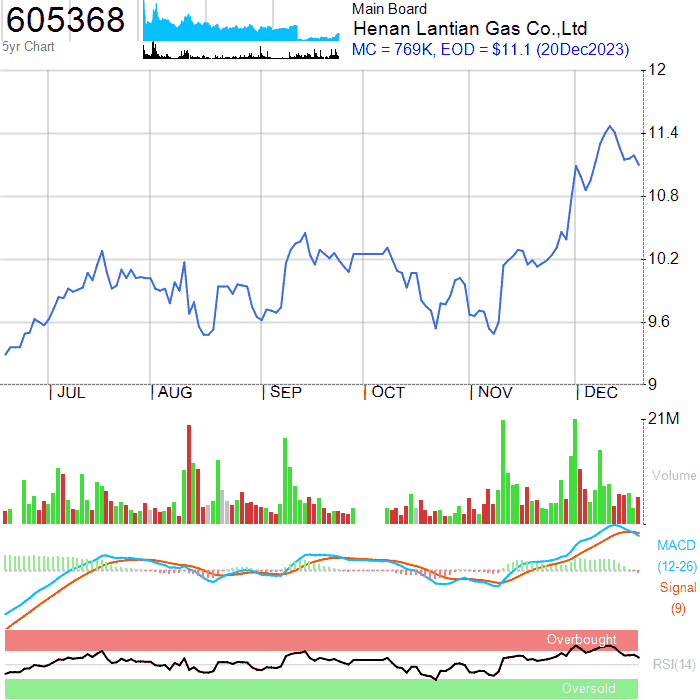 605368
5yr Chart
Main Board
Henan Lantian Gas Co.,Ltd
MC = 769K, EOD = $11.1 (20Dec2023)
12
11.4
10.8
10.2
9.6
9
JUL
AUG
SEP
OCT
NOV
DEC
21M
Volume
MACD
(12-26)
Signal
(9)
Overbought
RSI(14)
Oversold